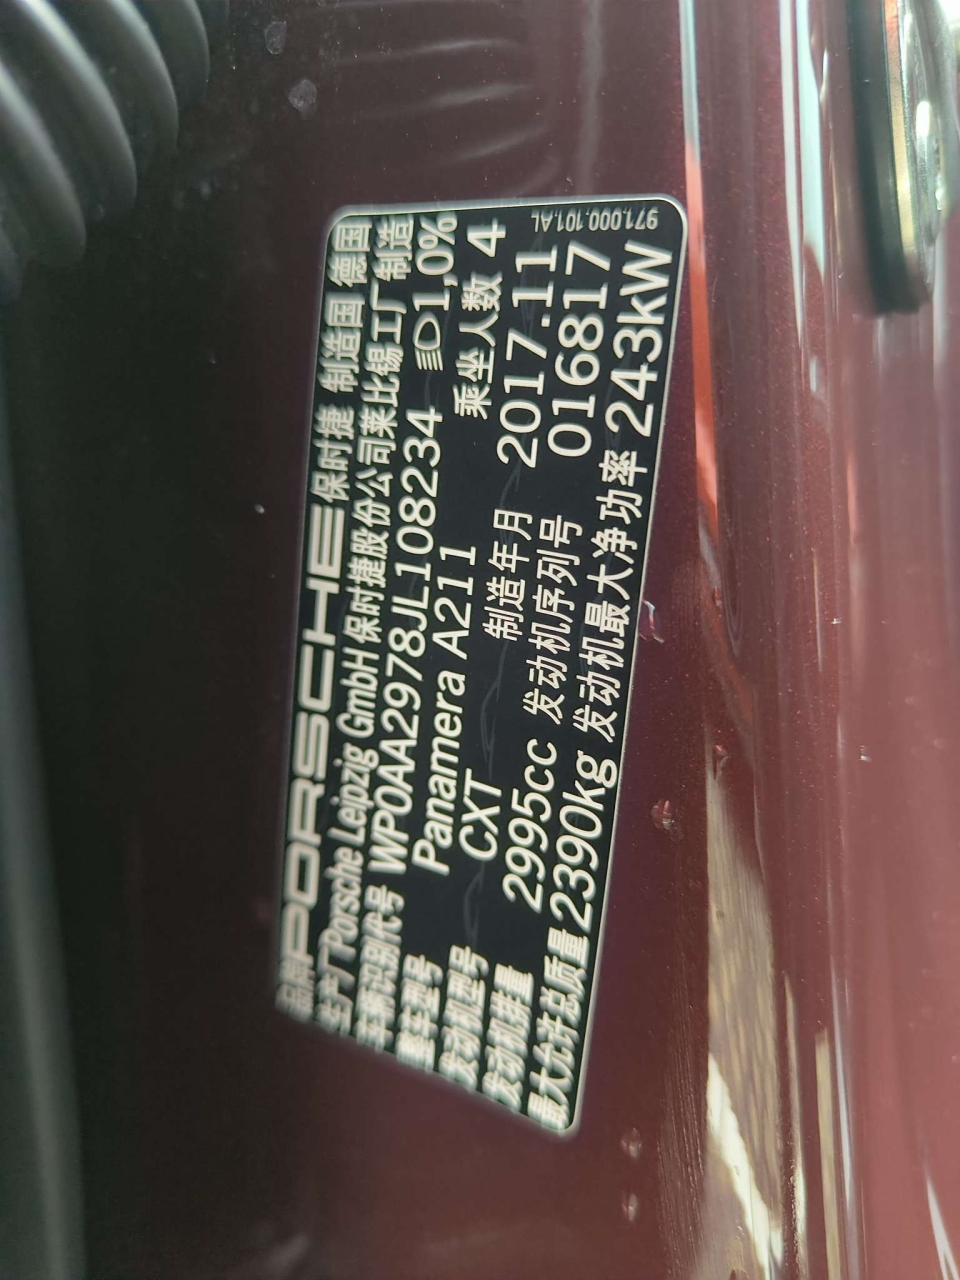 品牌 PORSCHE 保时捷 制造国 德国
生产厂 Porsche Leipzig GmbH 保时捷股份公司莱比锡工厂制造
车辆识别代号 WP0AA2978JL108234 1,0%
整车型号 Panamera A211 乘坐人数 4
发动机型号 CXT 制造年月 2017.11
发动机排量 2995cc 发动机序列号 016817
最大允许总质量 2390kg 发动机最大净功率 243kW
971.000.101.AL